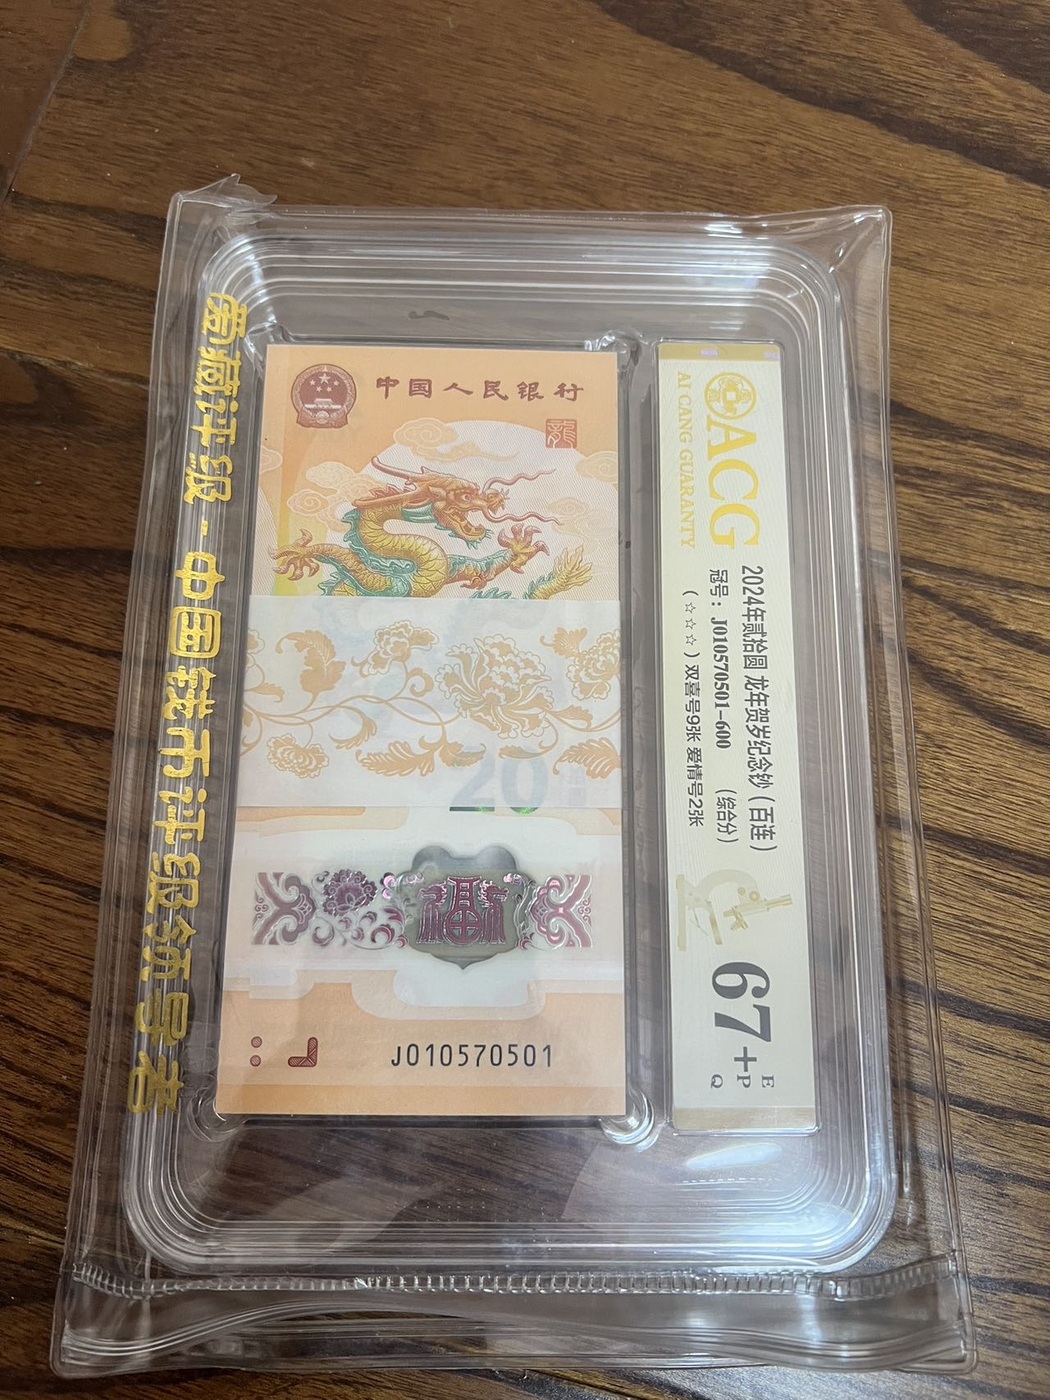 爱藏评级-中国钱币评级领导者
中国人民银行
龍
20
福
J010570501
ACG
AI CANG GUARANTY
2024年贰拾圆 龙年贺岁纪念钞（百连）
冠号：J010570501-600 （综合分）
（☆☆☆）双喜号9张 爱情号2张
67+
E
P
Q